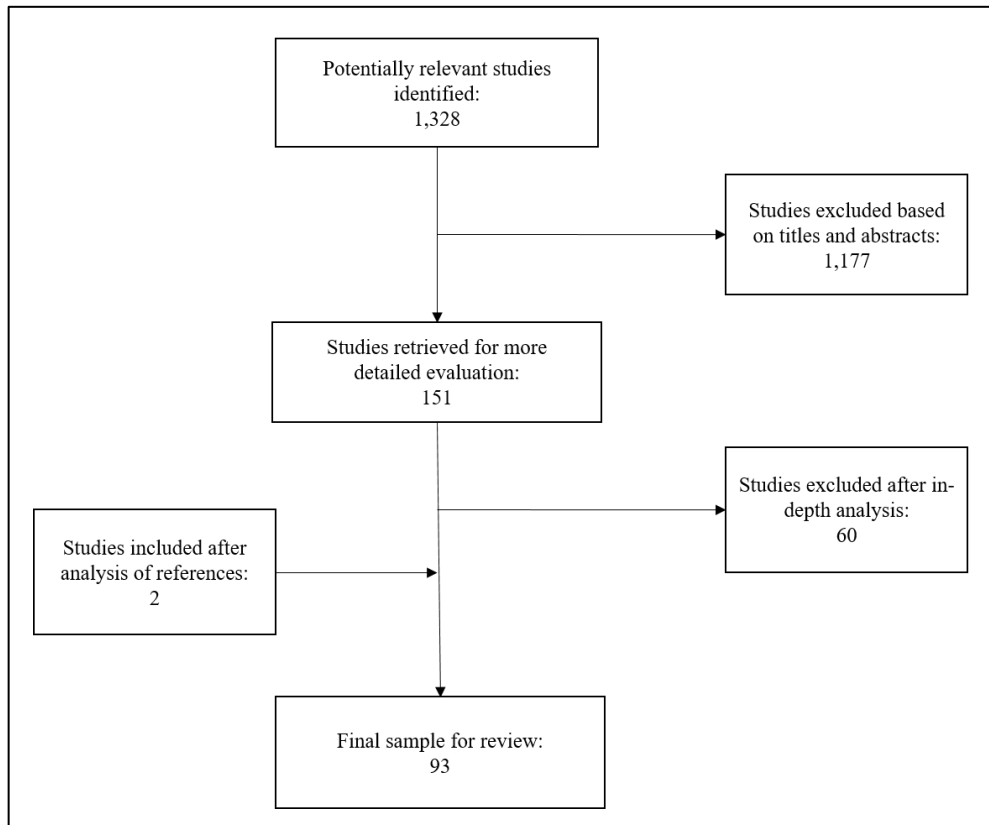 Potentially relevant studies
identified:
1,328
Studies excluded based
on titles and abstracts:
1,177
Studies retrieved for more
detailed evaluation:
151
Studies excluded after in-
depth analysis:
60
Studies included after
analysis of references:
2
Final sample for review:
93